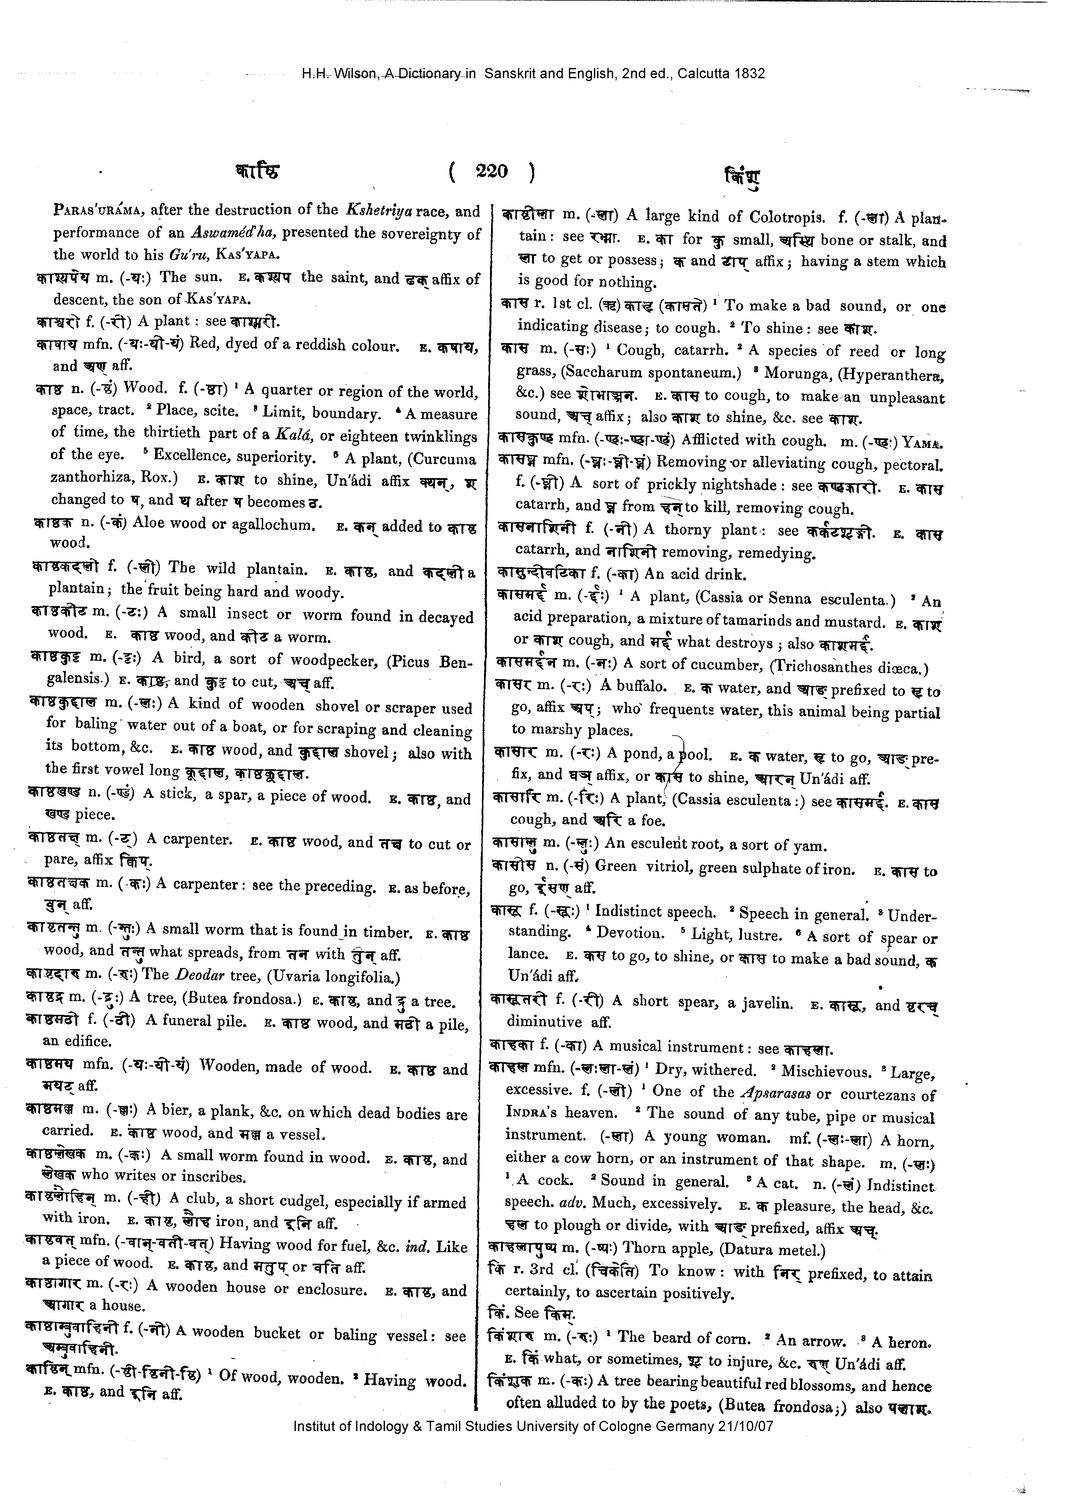 H.H. Wilson, A Dictionary in Sanskrit and English, 2nd ed., Calcutta 1832
काष्ठि ( 220 ) किंशु
PARAS'URÁMA, after the destruction of the Kshetriya race, and
performance of an Aswaméd'ha, presented the sovereignty of
the world to his Gu'ru, KAS'YAPA.
काश्यपेय m. (-यः) The sun. E. कश्यप the saint, and ढक् affix of
descent, the son of KAS'YAPA.
काश्वरी f. (-री) A plant : see काश्मरी.
काषाय mfn. (-यः-यी-यं) Red, dyed of a reddish colour. E. कषाय,
and अण् aff.
काष्ठ n. (-ष्ठं) Wood. f. (-ष्ठा) ¹ A quarter or region of the world,
space, tract. ² Place, scite. ³ Limit, boundary. ⁴ A measure
of time, the thirtieth part of a Kalá, or eighteen twinklings
of the eye. ⁵ Excellence, superiority. ⁶ A plant, (Curcuma
zanthorhiza, Rox.) E. काश to shine, Un'ádi affix क्थन्, श
changed to ष, and थ after ष becomes ठ.
काष्ठक n. (-कं) Aloe wood or agallochum. E. कन् added to काष्ठ
wood.
काष्ठकदली f. (-ली) The wild plantain. E. काष्ठ, and कदली a
plantain; the fruit being hard and woody.
काष्ठकीट m. (-टः) A small insect or worm found in decayed
wood. E. काष्ठ wood, and कीट a worm.
काष्ठकुट्ट m. (-ट्टः) A bird, a sort of woodpecker, (Picus Ben-
galensis.) E. काष्ठ, and कुट्ट to cut, अच् aff.
काष्ठकुद्दाल m. (-लः) A kind of wooden shovel or scraper used
for baling water out of a boat, or for scraping and cleaning
its bottom, &c. E. काष्ठ wood, and कुद्दाल shovel; also with
the first vowel long कूद्दाल, काष्ठकूद्दाल.
काष्ठखण्ड n. (-ण्डं) A stick, a spar, a piece of wood. E. काष्ठ, and
खण्ड piece.
काष्ठतच् m. (-ट्) A carpenter. E. काष्ठ wood, and तच to cut or
pare, affix क्विप्.
काष्ठतच्क m. (-कः) A carpenter: see the preceding. E. as before,
वुन् aff.
काष्ठतन्तु m. (-न्तुः) A small worm that is found in timber. E. काष्ठ
wood, and तन्तु what spreads, from तन with तुन् aff.
काष्ठदारु m. (-रुः) The Deodar tree, (Uvaria longifolia.)
काष्ठद्रु m. (-द्रुः) A tree, (Butea frondosa.) E. काष्ठ, and द्रु a tree.
काष्ठमठी f. (-ठी) A funeral pile. E. काष्ठ wood, and मठी a pile,
an edifice.
काष्ठमय mfn. (-यः-यी-यं) Wooden, made of wood. E. काष्ठ and
मयट् aff.
काष्ठमल्ल m. (-ल्लः) A bier, a plank, &c. on which dead bodies are
carried. E. काष्ठ wood, and मल्ल a vessel.
काष्ठलेखक m. (-कः) A small worm found in wood. E. काष्ठ, and
लेखक who writes or inscribes.
काष्ठलौहिन् m. (-ही) A club, a short cudgel, especially if armed
with iron. E. काष्ठ, लौह iron, and इनि aff.
काष्ठवत् mfn. (-वान्-वती-वत्) Having wood for fuel, &c. ind. Like
a piece of wood. E. काष्ठ, and मतुप् or वति aff.
काष्ठागार m. (-रः) A wooden house or enclosure. E. काष्ठ, and
आगार a house.
काष्ठाम्बुवाहिनी f. (-नी) A wooden bucket or baling vessel: see
अम्बुवाहिनी.
काष्ठिन् mfn. (-ष्ठी-ष्ठिनी-ष्ठि) ¹ Of wood, wooden. ² Having wood.
E. काष्ठ, and इनि aff.
काष्ठीला m. (-ला) A large kind of Colotropis. f. (-ला) A plan-
tain: see रम्भा. E. का for कु small, अस्थि bone or stalk, and
ला to get or possess; क and टाप् affix; having a stem which
is good for nothing.
कास r. 1st cl. (ऋ) काऌ (कासते) ¹ To make a bad sound, or one
indicating disease; to cough. ² To shine: see काश.
कास m. (-सः) ¹ Cough, catarrh. ² A species of reed or long
grass, (Saccharum spontaneum.) ³ Morunga, (Hyperanthera,
&c.) see शोभाञ्जन. E. कास to cough, to make an unpleasant
sound, अच् affix; also काश to shine, &c. see काश.
कासकुण्ठ mfn. (-ण्ठः-ण्ठा-ण्ठं) Afflicted with cough. m. (-ण्ठः) YAMA.
कासघ्न mfn. (-घ्नः-घ्नी-घ्नं) Removing or alleviating cough, pectoral.
f. (-घ्नी) A sort of prickly nightshade : see कण्टकारी. E. कास
catarrh, and घ्न from हन् to kill, removing cough.
कासनाशिनी f. (-नी) A thorny plant: see कर्कटशृङ्गी. E. कास
catarrh, and नाशिनी removing, remedying.
कासुन्दीवटिका f. (-का) An acid drink.
कासमर्द्द m. (-र्द्दः) ¹ A plant, (Cassia or Senna esculenta.) ² An
acid preparation, a mixture of tamarinds and mustard. E. काश
or काश cough, and मर्द्द what destroys; also काशमर्द्द.
कासमर्द्दन m. (-नः) A sort of cucumber, (Trichosanthes diœca.)
कासर m. (-रः) A buffalo. E. क water, and आङ् prefixed to सृ to
go, affix अप्; who frequents water, this animal being partial
to marshy places.
कासार m. (-रः) A pond, a pool. E. क water, सृ to go, आङ् pre-
fix, and घञ् affix, or कास to shine, आरन् Un'ádi aff.
कासारि m. (-रिः) A plant, (Cassia esculenta:) see कासमर्द्द. E. कास
cough, and अरि a foe.
कासालु m. (-लुः) An esculent root, a sort of yam.
कासीस n. (-सं) Green vitriol, green sulphate of iron. E. कास to
go, ईसण् aff.
कासू f. (-सूः) ¹ Indistinct speech. ² Speech in general. ³ Under-
standing. ⁴ Devotion. ⁵ Light, lustre. ⁶ A sort of spear or
lance. E. कस to go, to shine, or कास to make a bad sound, क
Un'ádi aff.
कासूतरी f. (-री) A short spear, a javelin. E. कासू, and ष्टरच्
diminutive aff.
काहका f. (-का) A musical instrument: see काहला.
काहल mfn. (-लः-ला-लं) ¹ Dry, withered. ² Mischievous. ³ Large,
excessive. f. (-ली) ¹ One of the Apsarasas or courtezans of
INDRA's heaven. ² The sound of any tube, pipe or musical
instrument. (-ला) A young woman. mf. (-लः-ला) A horn,
either a cow horn, or an instrument of that shape. m. (-लः)
¹ A cock. ² Sound in general. ³ A cat. n. (-लं) Indistinct
speech. adv. Much, excessively. E. क pleasure, the head, &c.
हल to plough or divide, with आङ् prefixed, affix अच्.
काहलापुष्प m. (-ष्पः) Thorn apple, (Datura metel.)
कि r. 3rd cl. (चिकेति) To know: with निर् prefixed, to attain
certainly, to ascertain positively.
किं. See किम्.
किंशारु m. (-रुः) ¹ The beard of corn. ² An arrow. ³ A heron.
E. किं what, or sometimes, शृ to injure, &c. रुण् Un'ádi aff.
किंशुक m. (-कः) A tree bearing beautiful red blossoms, and hence
often alluded to by the poets, (Butea frondosa;) also पलाश.
Institut of Indology & Tamil Studies University of Cologne Germany 21/10/07